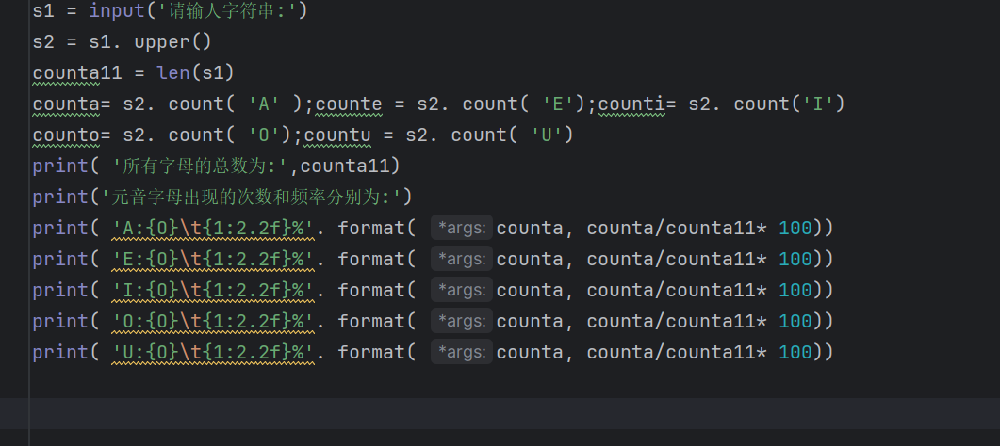 s1 = input('请输人字符串:')
s2 = s1. upper()
counta11 = len(s1)
counta= s2. count( 'A' );counte = s2. count( 'E');counti= s2. count('I')
counto= s2. count( 'O');countu = s2. count( 'U')
print( '所有字母的总数为:',counta11)
print('元音字母出现的次数和频率分别为:')
print( 'A:{O}\t{1:2.2f}%'. format( *args: counta, counta/counta11* 100))
print( 'E:{O}\t{1:2.2f}%'. format( *args: counta, counta/counta11* 100))
print( 'I:{O}\t{1:2.2f}%'. format( *args: counta, counta/counta11* 100))
print( 'O:{O}\t{1:2.2f}%'. format( *args: counta, counta/counta11* 100))
print( 'U:{O}\t{1:2.2f}%'. format( *args: counta, counta/counta11* 100))